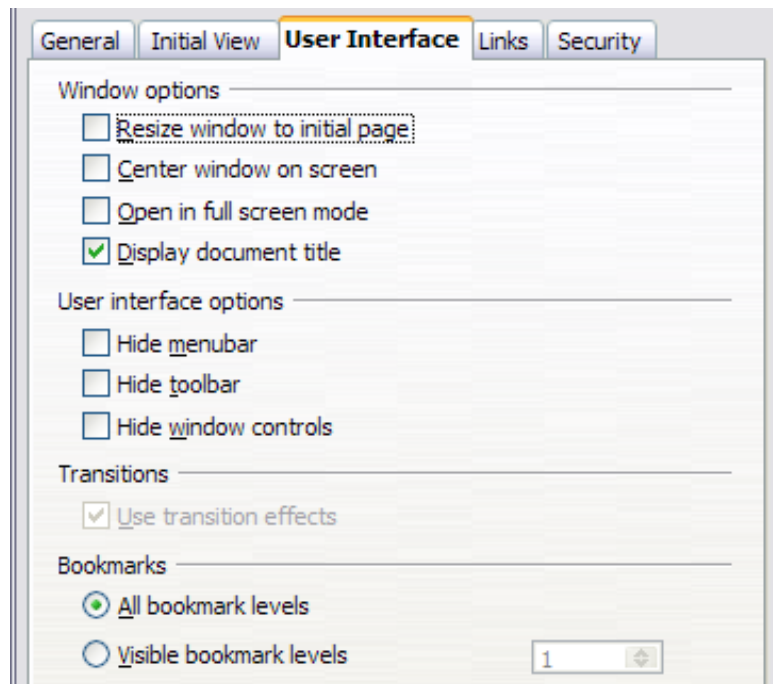 General Initial View User Interface Links Security
Window options
Resize window to initial page
Center window on screen
Open in full screen mode
Display document title
User interface options
Hide menubar
Hide toolbar
Hide window controls
Transitions
Use transition effects
Bookmarks
All bookmark levels
Visible bookmark levels 1